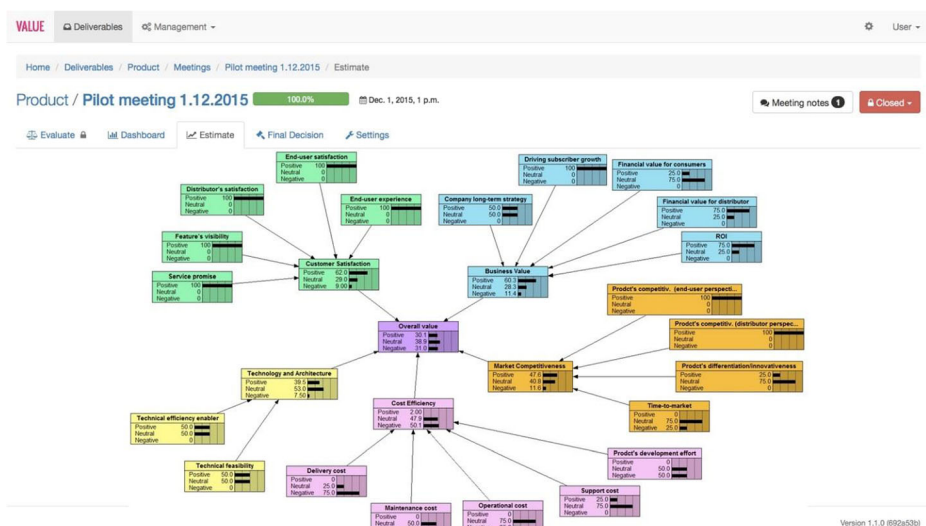 VALUE Deliverables Management User
Home / Deliverables / Product / Meetings / Pilot meeting 1.12.2015 / Estimate
Product / Pilot meeting 1.12.2015 100.0% Dec. 1, 2015, 1 p.m. Meeting notes 1 Closed
Evaluate Dashboard Estimate Final Decision Settings
End-user satisfaction
Positive 100
Neutral 0
Negative 0
Driving subscriber growth
Positive 100
Neutral 0
Negative 0
Financial value for consumers
Positive 25.0
Neutral 75.0
Negative 0
Distributor's satisfaction
Positive 100
Neutral 0
Negative 0
End-user experience
Positive 100
Neutral 0
Negative 0
Company long-term strategy
Positive 50.0
Neutral 50.0
Negative 0
Financial value for distributor
Positive 75.0
Neutral 25.0
Negative 0
Feature's visibility
Positive 100
Neutral 0
Negative 0
ROI
Positive 75.0
Neutral 25.0
Negative 0
Customer Satisfaction
Positive 62.0
Neutral 29.0
Negative 9.00
Business Value
Positive 60.3
Neutral 28.3
Negative 11.4
Service promise
Positive 100
Neutral 0
Negative 0
Prodct's competitiv. (end-user perspecti...
Positive 100
Neutral 0
Negative 0
Overall value
Positive 30.1
Neutral 38.9
Negative 31.0
Prodct's competitiv. (distributor perspec...
Positive 100
Neutral 0
Negative 0
Technology and Architecture
Positive 39.5
Neutral 53.0
Negative 7.50
Market Competitiveness
Positive 47.6
Neutral 40.8
Negative 11.6
Prodct's differentiation/innovativeness
Positive 25.0
Neutral 75.0
Negative 0
Cost Efficiency
Positive 2.00
Neutral 47.9
Negative 50.1
Time-to-market
Positive 0
Neutral 75.0
Negative 25.0
Technical efficiency enabler
Positive 50.0
Neutral 50.0
Negative 0
Prodct's development effort
Positive 0
Neutral 50.0
Negative 50.0
Technical feasibility
Positive 50.0
Neutral 50.0
Negative 0
Delivery cost
Positive 0
Neutral 25.0
Negative 75.0
Support cost
Positive 25.0
Neutral 75.0
Negative 0
Maintenance cost
Positive 0
Neutral 50.0
Operational cost
Positive 0
Neutral 75.0
Version 1.1.0 (692a53b)